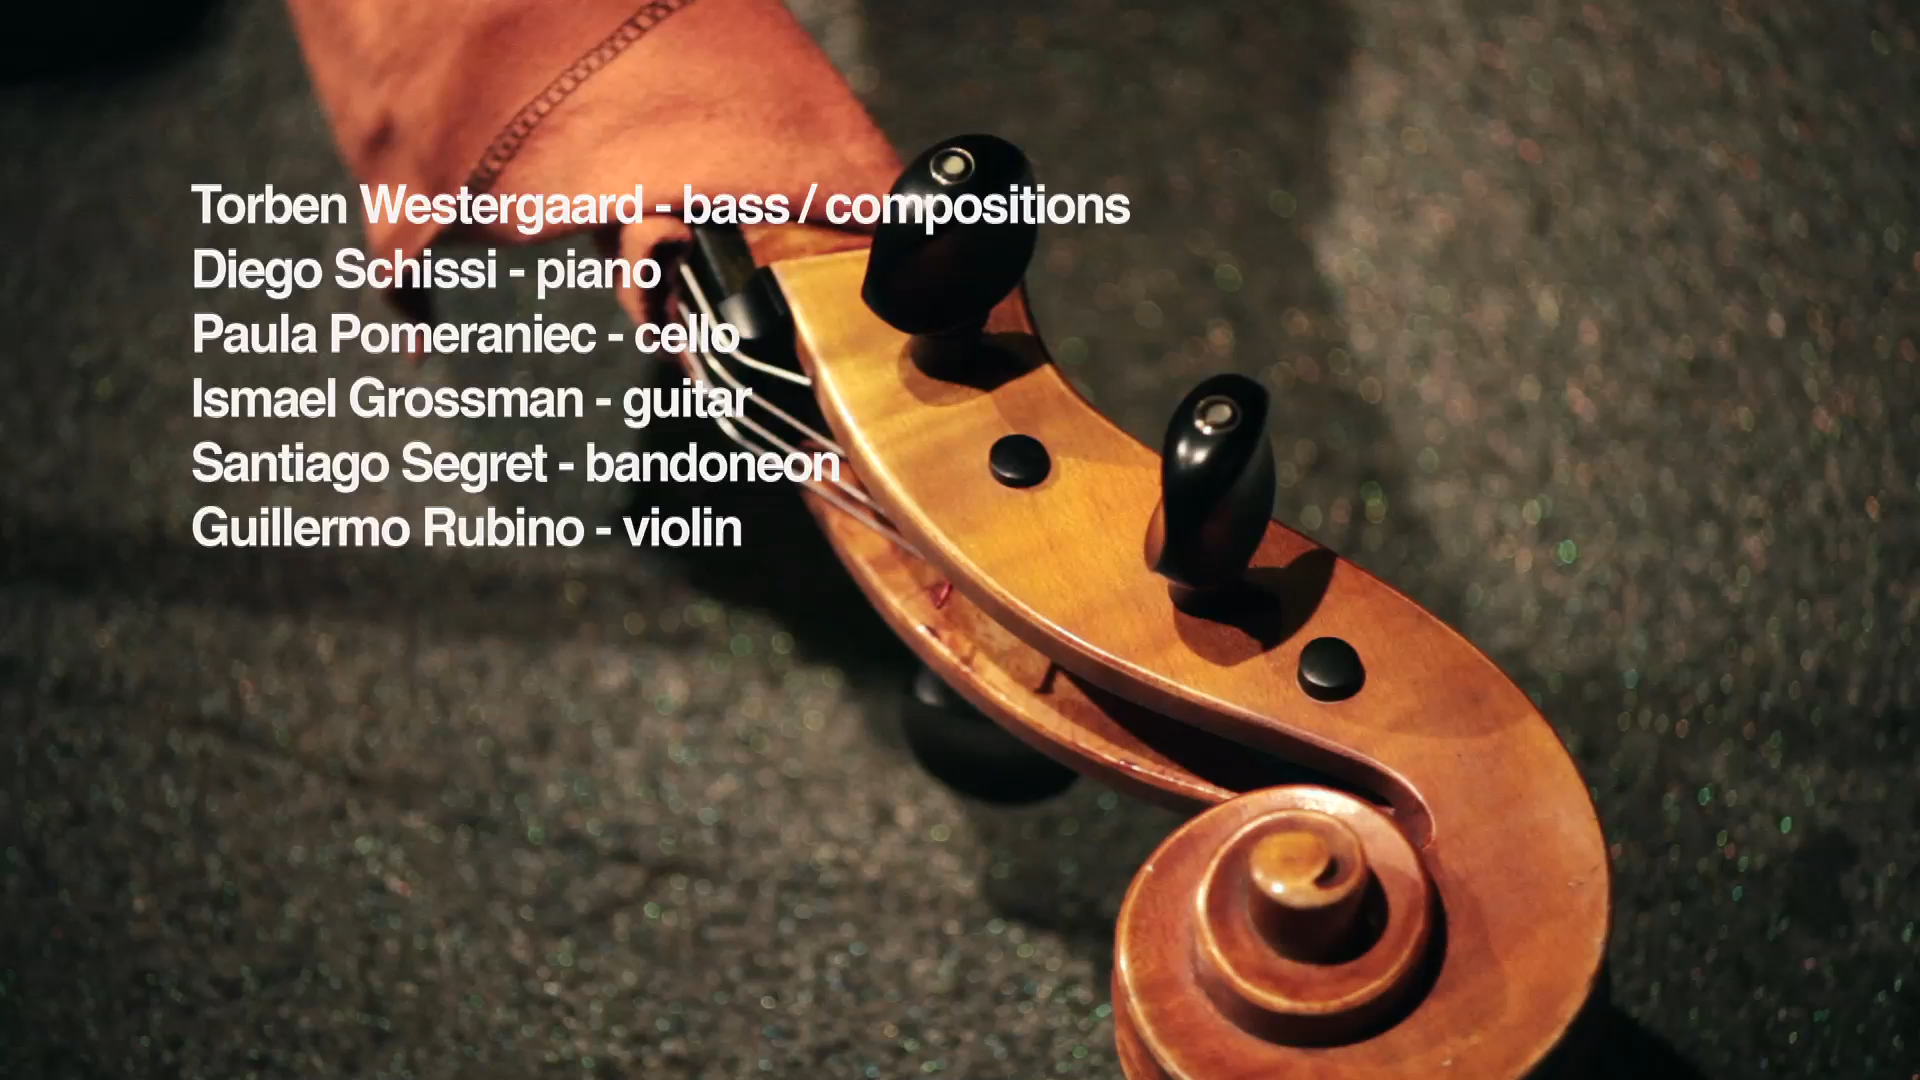 Torben Westergaard - bass / compositions
Diego Schissi - piano
Paula Pomeraniec - cello
Ismael Grossman - guitar
Santiago Segret - bandoneon
Guillermo Rubino - violin